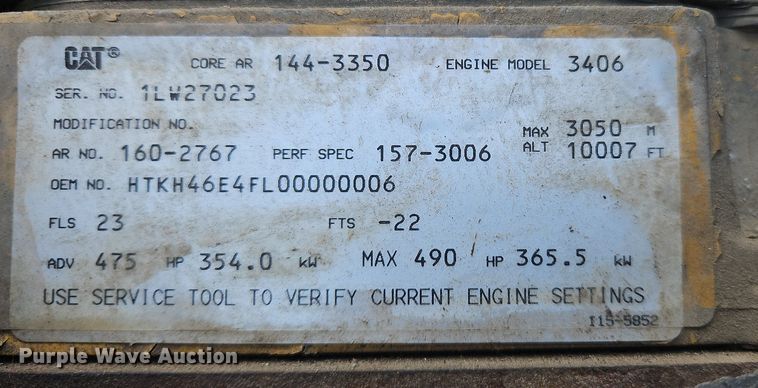 CAT® CORE AR 144-3350 ENGINE MODEL 3406
SER. NO. 1LW27023
MODIFICATION NO. MAX 3050 M
AR NO. 160-2767 PERF SPEC 157-3006 ALT 10007 FT
OEM NO. HTKH46E4FL00000006
FLS 23 FTS -22
ADV 475 HP 354.0 kW MAX 490 HP 365.5 kW
USE SERVICE TOOL TO VERIFY CURRENT ENGINE SETTINGS
115-5852
Purple Wave Auction